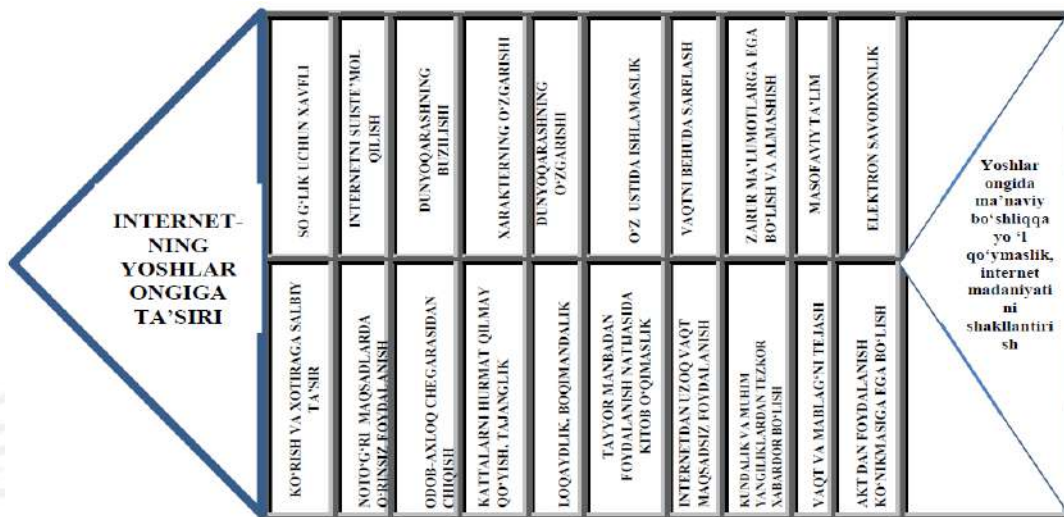 INTERNET-
NING
YOSHLAR
ONGIGA
TA’SIRI
SO G‘LIK UCHUN XAVFLI
INTERNETNI SUISTE’MOL
QILISH
DUNYOQARASHNING
BUZILISHI
XARAKTERNING O‘ZGARISHI
DUNYOQARASHNING
O‘ZGARISHI
O‘Z USTIDA ISHLAMASLIK
VAQTNI BEHUDA SARFLASH
ZARUR MA’LUMOTLARGA EGA
BO‘LISH VA ALMASHISH
MASOFAVIY TA’LIM
ELEKTRON SAVODXONLIK
KO‘RISH VA XOTIRAGA SALBIY
TA’SIR
NOTO‘G‘RI MAQSADLARDA
O‘RINSIZ FOYDALANISH
ODOB-AXLOQ CHEGARASIDAN
CHIQISH
KATTALARNI HURMAT QILMAY
QO‘YISH, TAJANGLIK
LOQAYDLIK, BOQIMANDALIK
TAYYOR MANBADAN
FOYDALANISH NATIJASIDA
KITOB O‘QIMASLIK
INTERNETDAN UZOQ VAQT
MAQSADSIZ FOYDALANISH
KUNDALIK VA MUHIM
YANGILIKLARDAN TEZKOR
XABARDOR BO‘LISH
VAQT VA MABLAG‘NI TEJASH
AKT DAN FOYDALANISH
KO‘NIKMASIGA EGA BO‘LISH
Yoshlar
ongida
ma’naviy
bo‘shliqqa
yo ‘l
qo‘ymaslik,
internet
madaniyati
ni
shakllantiri
sh